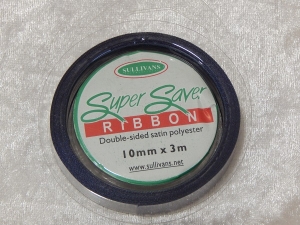 SULLIVANS
Super Saver
RIBBON
Double-sided satin polyester
10mm x 3m
www.sullivans.net